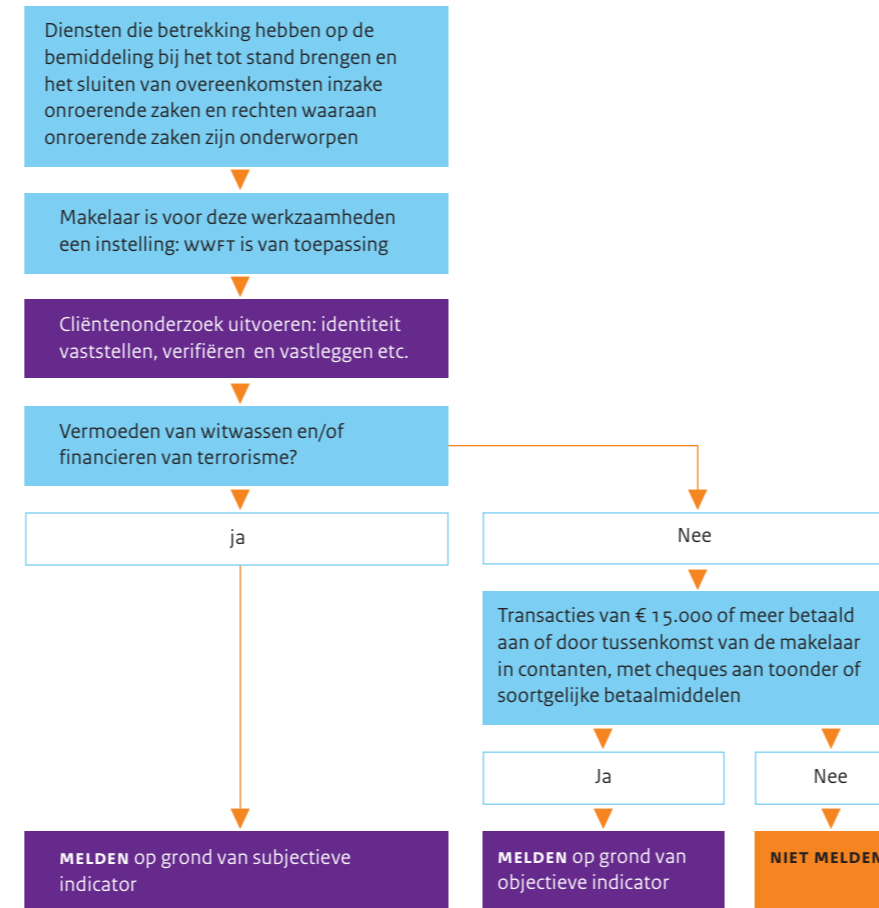 Diensten die betrekking hebben op de
bemiddeling bij het tot stand brengen en
het sluiten van overeenkomsten inzake
onroerende zaken en rechten waaraan
onroerende zaken zijn onderworpen
Makelaar is voor deze werkzaamheden
een instelling: WWFT is van toepassing
Cliëntenonderzoek uitvoeren: identiteit
vaststellen, verifiëren en vastleggen etc.
Vermoeden van witwassen en/of
financieren van terrorisme?
ja
Nee
Transacties van € 15.000 of meer betaald
aan of door tussenkomst van de makelaar
in contanten, met cheques aan toonder of
soortgelijke betaalmiddelen
Ja
Nee
MELDEN op grond van subjectieve
indicator
MELDEN op grond van
objectieve indicator
NIET MELDEN